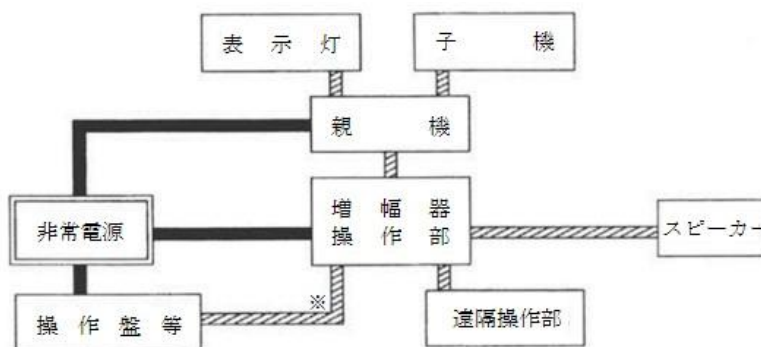 表示灯
子機
親機
増幅器
操作部
非常電源
スピーカー
※
操作盤等
遠隔操作部